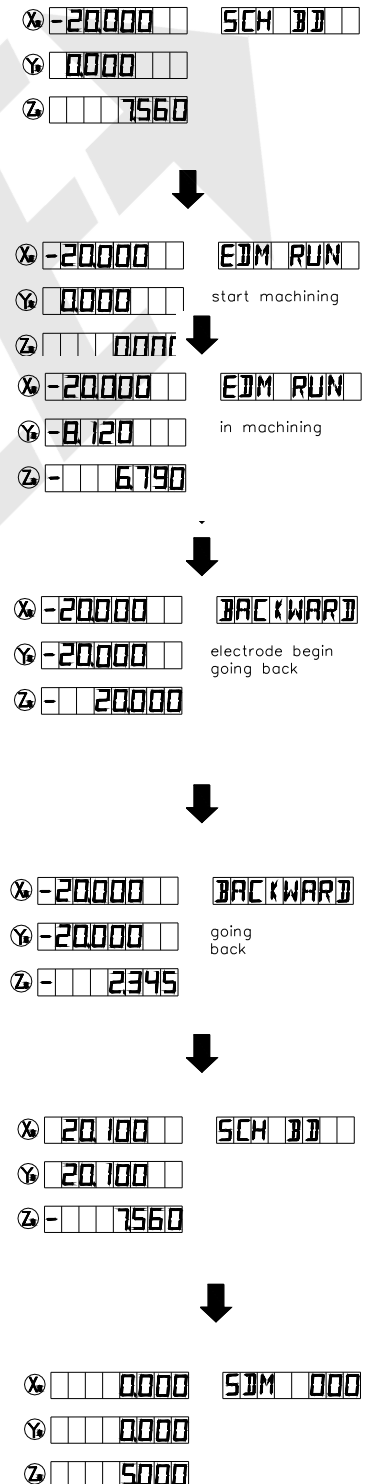 X -20.000 SCH BD
Y 0.000
Z 7.560
X -20.000 EDM RUN
Y 0.000 start machining
Z
X -20.000 EDM RUN
Y -8.120 in machining
Z - 6.790
X -20.000 BACKWARD
Y -20.000 electrode begin
going back
Z - 20.000
X -20.000 BACKWARD
Y -20.000 going
back
Z - 2.345
X 20.100 SCH BD
Y 20.100
Z - 7.560
X 0.000 SDM 000
Y 0.000
Z 5.000